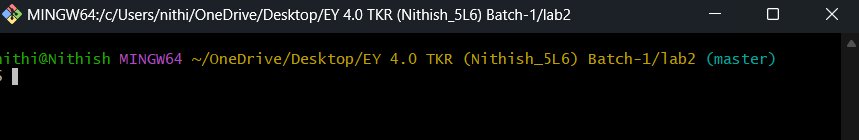 MINGW64:/c/Users/nithi/OneDrive/Desktop/EY 4.0 TKR (Nithish_5L6) Batch-1/lab2
nithi@Nithish MINGW64 ~/OneDrive/Desktop/EY 4.0 TKR (Nithish_5L6) Batch-1/lab2 (master)
$